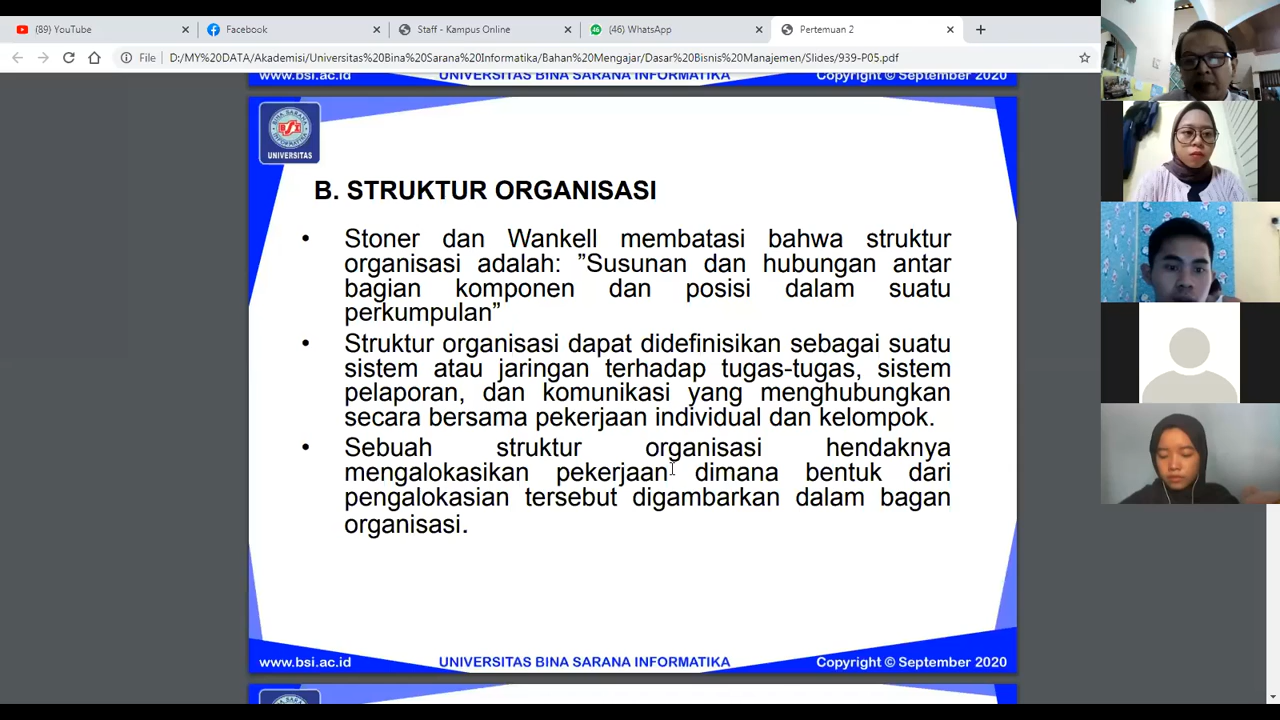 (89) YouTube
Facebook
Staff - Kampus Online
(46) WhatsApp
Pertemuan 2
File
D:/MY%20DATA/Akademisi/Universitas%20Bina%20Sarana%20Informatika/Bahan%20Mengajar/Dasar%20Bisnis%20Manajemen/Slides/939-P05.pdf
www.bsi.ac.id UNIVERSITAS BINA SARANA INFORMATIKA Copyright © September 2020
BINA SARANA
BSI
INFORMATIKA
UNIVERSITAS
B. STRUKTUR ORGANISASI
• Stoner dan Wankell membatasi bahwa struktur
organisasi adalah: ”Susunan dan hubungan antar
bagian komponen dan posisi dalam suatu
perkumpulan”
• Struktur organisasi dapat didefinisikan sebagai suatu
sistem atau jaringan terhadap tugas-tugas, sistem
pelaporan, dan komunikasi yang menghubungkan
secara bersama pekerjaan individual dan kelompok.
• Sebuah struktur organisasi hendaknya
mengalokasikan pekerjaan dimana bentuk dari
pengalokasian tersebut digambarkan dalam bagan
organisasi.
www.bsi.ac.id UNIVERSITAS BINA SARANA INFORMATIKA Copyright © September 2020